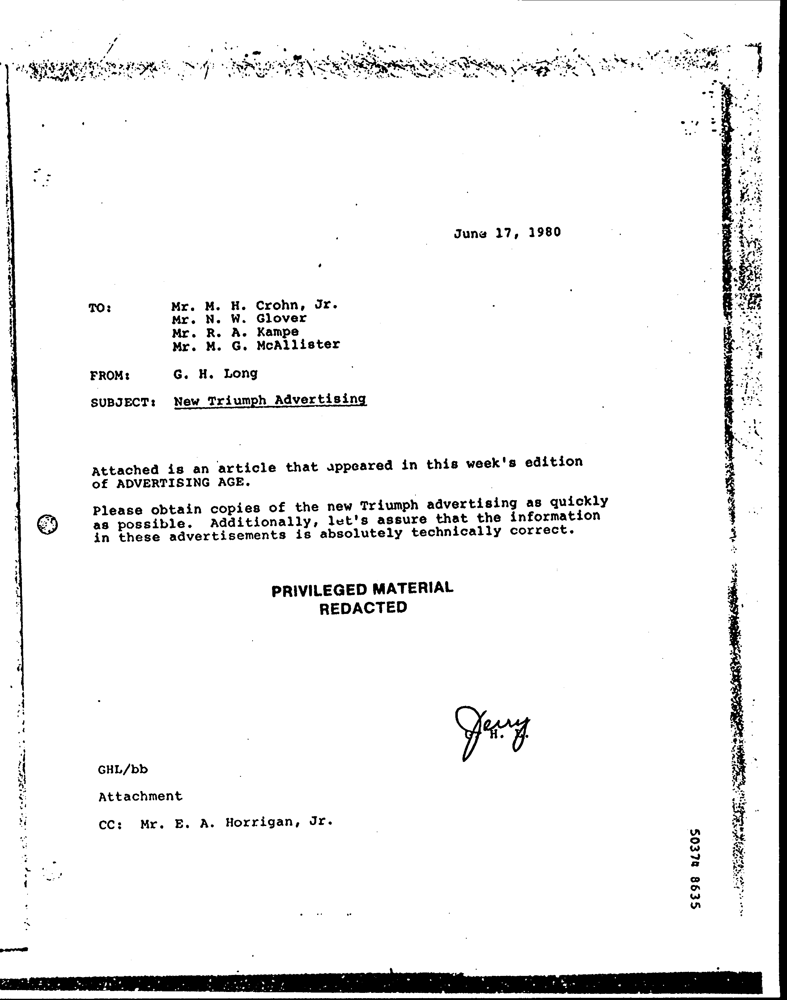 June 17, 1980
TO: Mr. M. H. Crohn, Jr.
Mr. N. W. Glover
Mr. R. A. Kampe
Mr. M. G. McAllister
FROM: G. H. Long
SUBJECT: New Triumph Advertising
Attached is an article that appeared in this week's edition
of ADVERTISING AGE.
Please obtain copies of the new Triumph advertising as quickly
as possible. Additionally, let's assure that the information
in these advertisements is absolutely technically correct.
PRIVILEGED MATERIAL
REDACTED
Jerry
G. H. L.
GHL/bb
Attachment
CC: Mr. E. A. Horrigan, Jr.
50374 8635